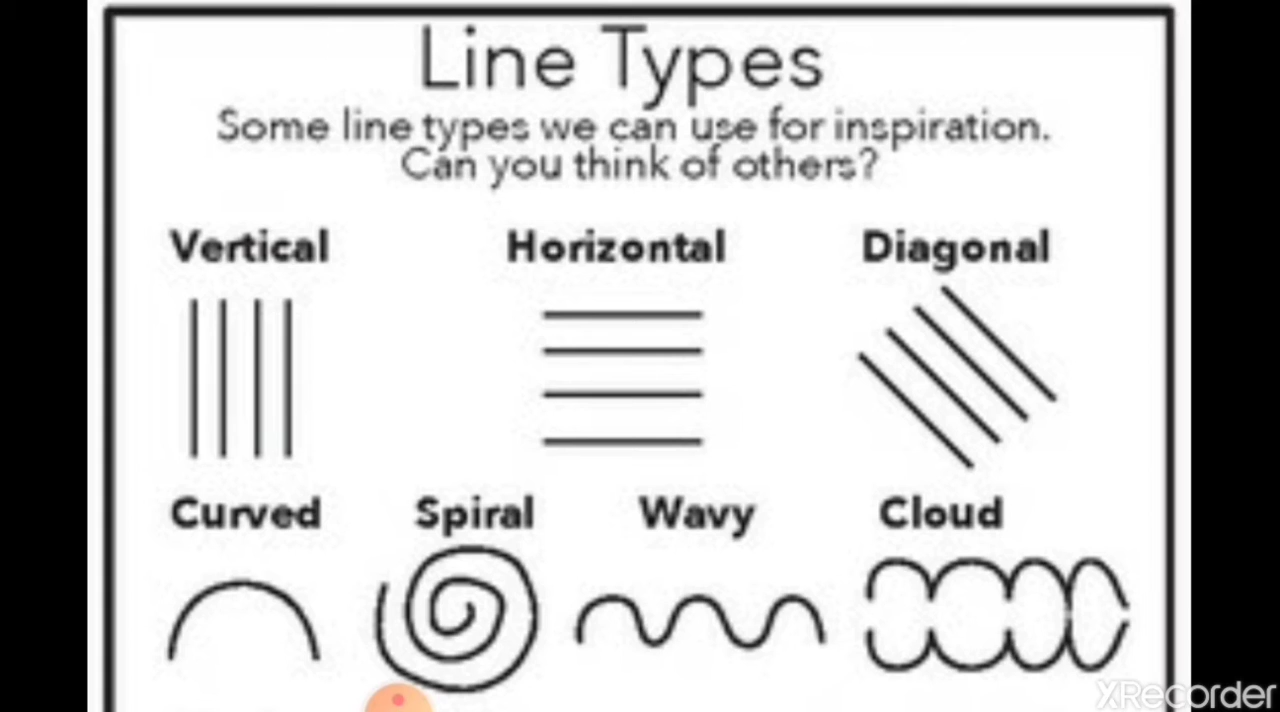 Line Types
Some line types we can use for inspiration.
Can you think of others?
Vertical Horizontal Diagonal
Curved Spiral Wavy Cloud
XRecorder